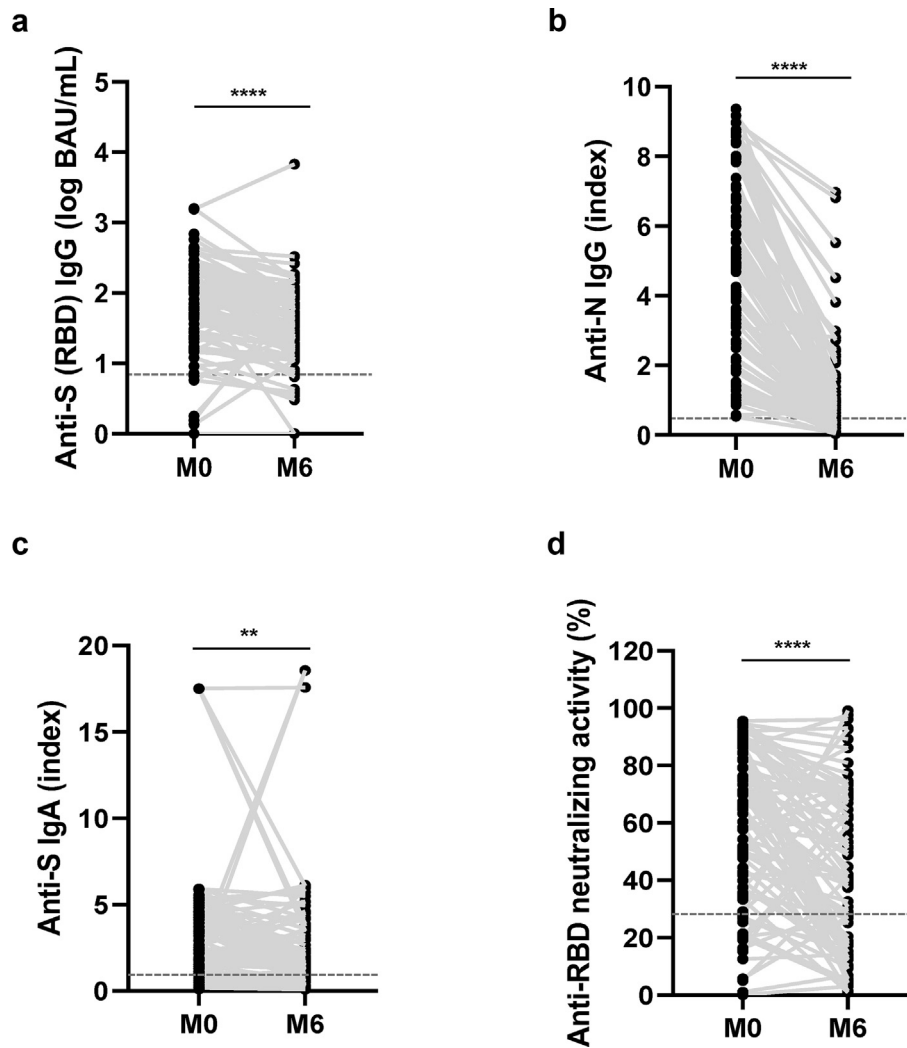 a
Anti-S (RBD) IgG (log BAU/mL)
5
4
3
2
1
0
****
M0 M6
b
Anti-N IgG (index)
10
8
6
4
2
0
****
M0 M6
c
Anti-S IgA (index)
20
15
10
5
0
**
M0 M6
d
Anti-RBD neutralizing activity (%)
120
100
80
60
40
20
0
****
M0 M6